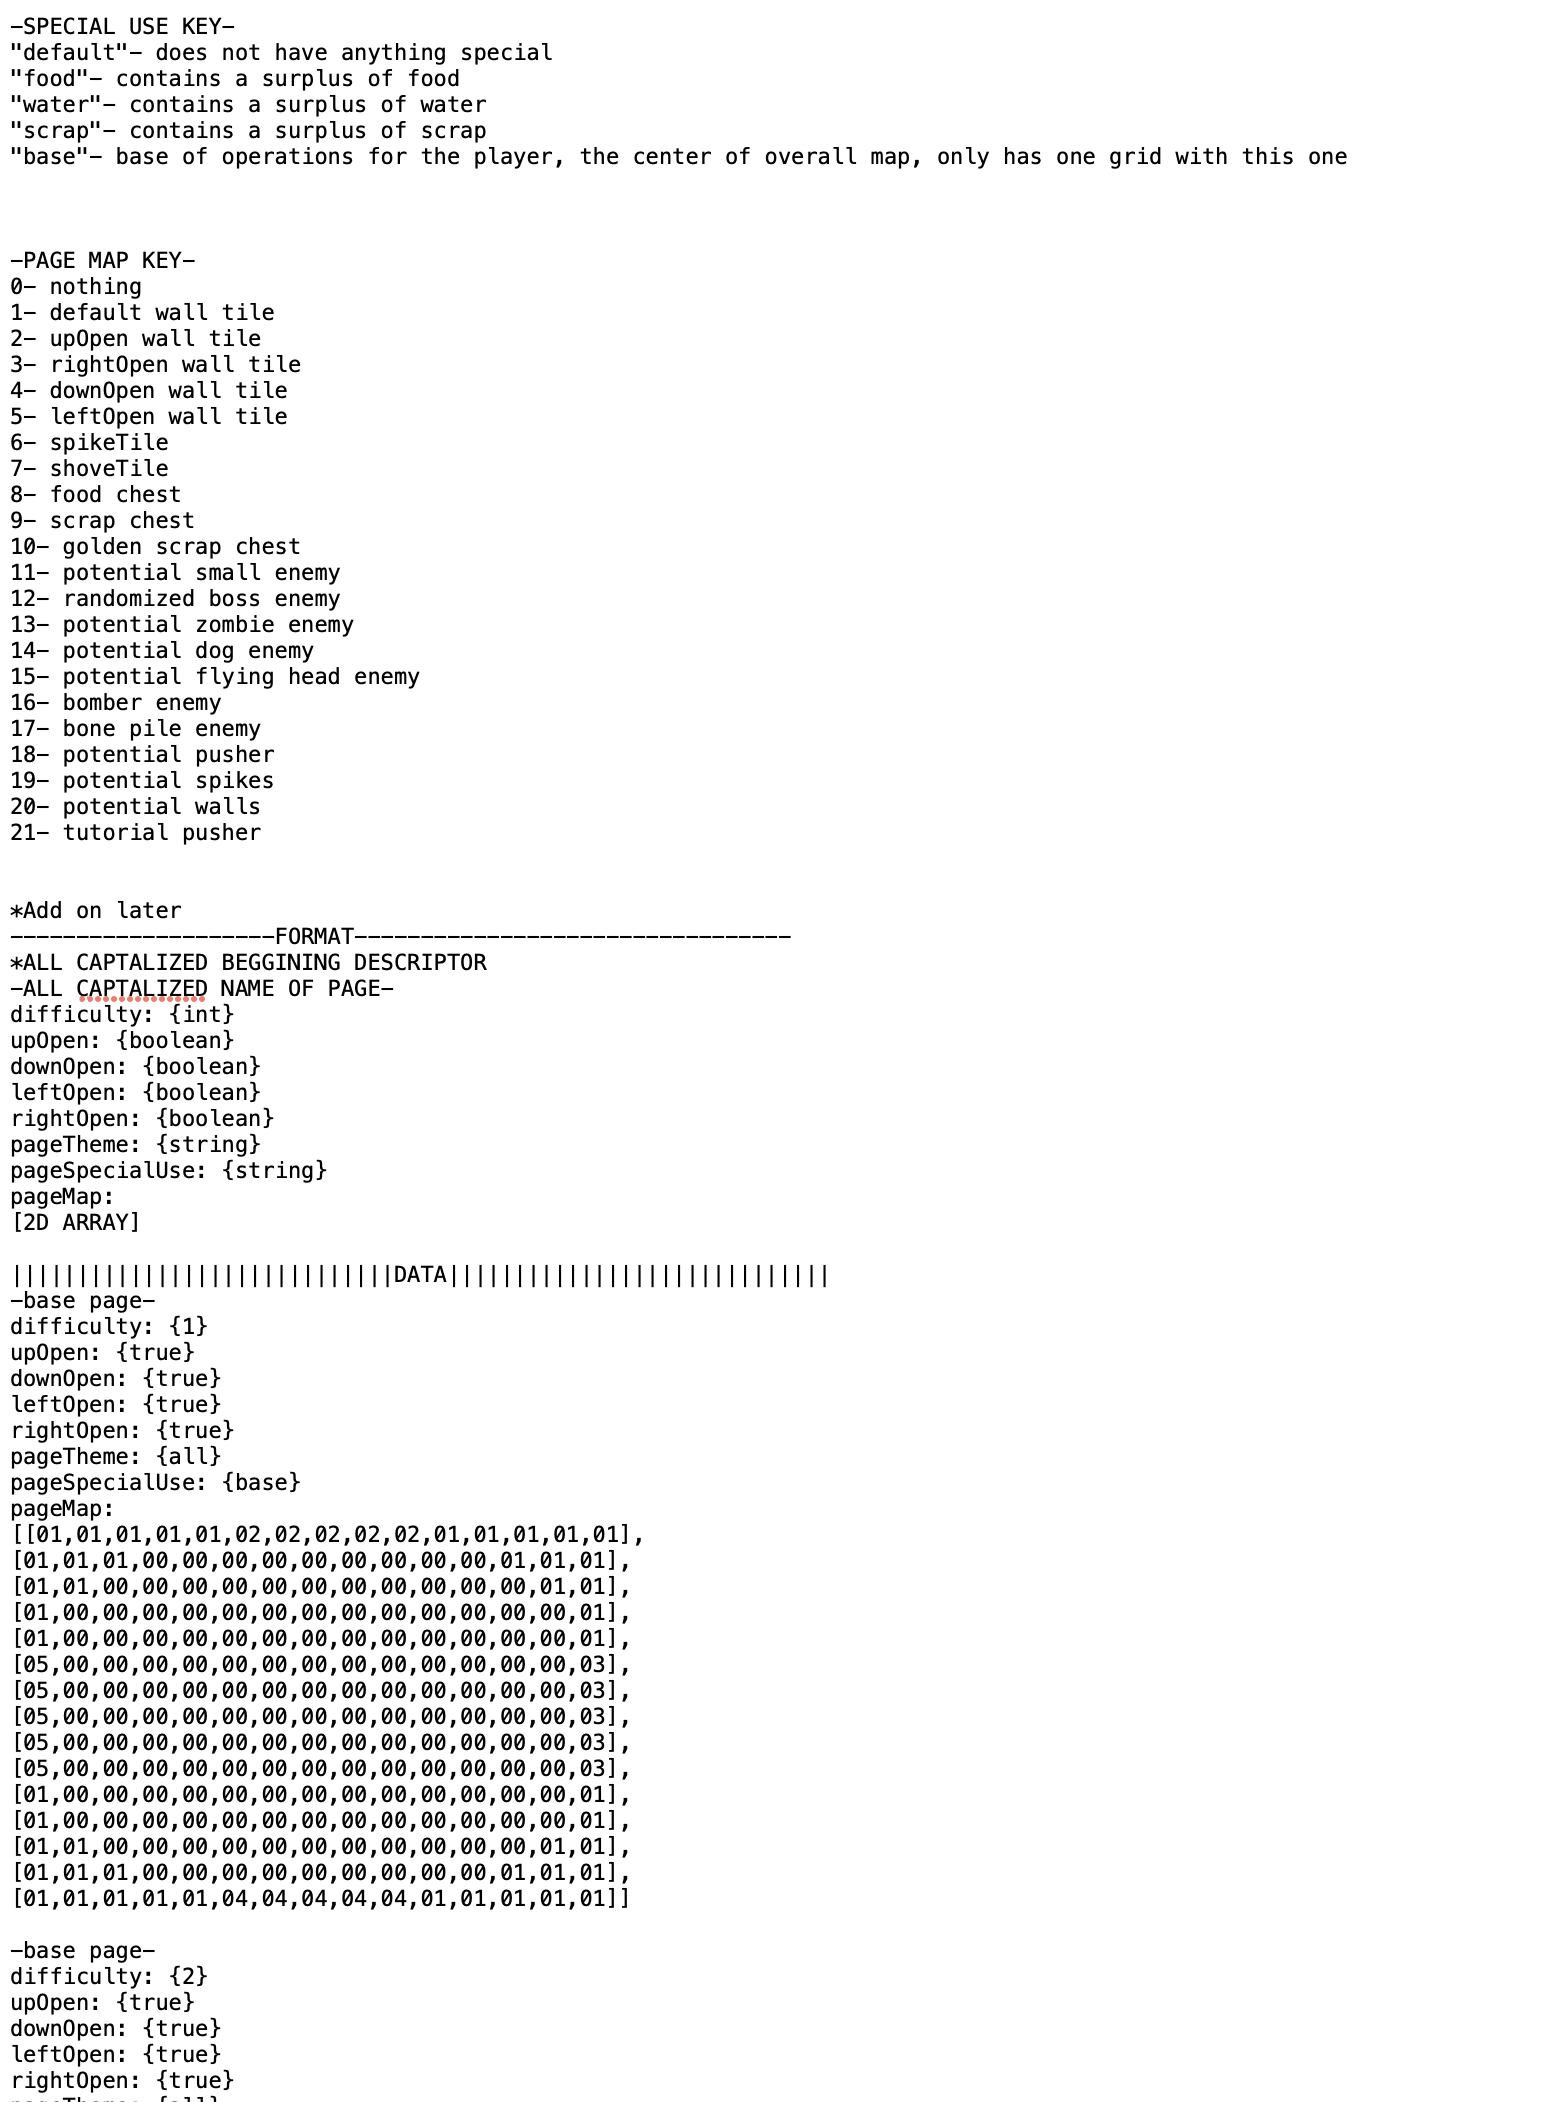 -SPECIAL USE KEY-
"default"- does not have anything special
"food"- contains a surplus of food
"water"- contains a surplus of water
"scrap"- contains a surplus of scrap
"base"- base of operations for the player, the center of overall map, only has one grid with this one
-PAGE MAP KEY-
0- nothing
1- default wall tile
2- upOpen wall tile
3- rightOpen wall tile
4- downOpen wall tile
5- leftOpen wall tile
6- spikeTile
7- shoveTile
8- food chest
9- scrap chest
10- golden scrap chest
11- potential small enemy
12- randomized boss enemy
13- potential zombie enemy
14- potential dog enemy
15- potential flying head enemy
16- bomber enemy
17- bone pile enemy
18- potential pusher
19- potential spikes
20- potential walls
21- tutorial pusher
*Add on later
--------------------FORMAT---------------------------------
*ALL CAPTALIZED BEGGINING DESCRIPTOR
-ALL CAPTALIZED NAME OF PAGE-
difficulty: {int}
upOpen: {boolean}
downOpen: {boolean}
leftOpen: {boolean}
rightOpen: {boolean}
pageTheme: {string}
pageSpecialUse: {string}
pageMap:
[2D ARRAY]
|||||||||||||||||||||||||||||DATA|||||||||||||||||||||||||||||
-base page-
difficulty: {1}
upOpen: {true}
downOpen: {true}
leftOpen: {true}
rightOpen: {true}
pageTheme: {all}
pageSpecialUse: {base}
pageMap:
[[01,01,01,01,01,02,02,02,02,02,01,01,01,01,01],
[01,01,01,00,00,00,00,00,00,00,00,00,01,01,01],
[01,01,00,00,00,00,00,00,00,00,00,00,00,01,01],
[01,00,00,00,00,00,00,00,00,00,00,00,00,00,01],
[01,00,00,00,00,00,00,00,00,00,00,00,00,00,01],
[05,00,00,00,00,00,00,00,00,00,00,00,00,00,03],
[05,00,00,00,00,00,00,00,00,00,00,00,00,00,03],
[05,00,00,00,00,00,00,00,00,00,00,00,00,00,03],
[05,00,00,00,00,00,00,00,00,00,00,00,00,00,03],
[05,00,00,00,00,00,00,00,00,00,00,00,00,00,03],
[01,00,00,00,00,00,00,00,00,00,00,00,00,00,01],
[01,00,00,00,00,00,00,00,00,00,00,00,00,00,01],
[01,01,00,00,00,00,00,00,00,00,00,00,00,01,01],
[01,01,01,00,00,00,00,00,00,00,00,00,01,01,01],
[01,01,01,01,01,04,04,04,04,04,01,01,01,01,01]]
-base page-
difficulty: {2}
upOpen: {true}
downOpen: {true}
leftOpen: {true}
rightOpen: {true}
pageTheme: {all}